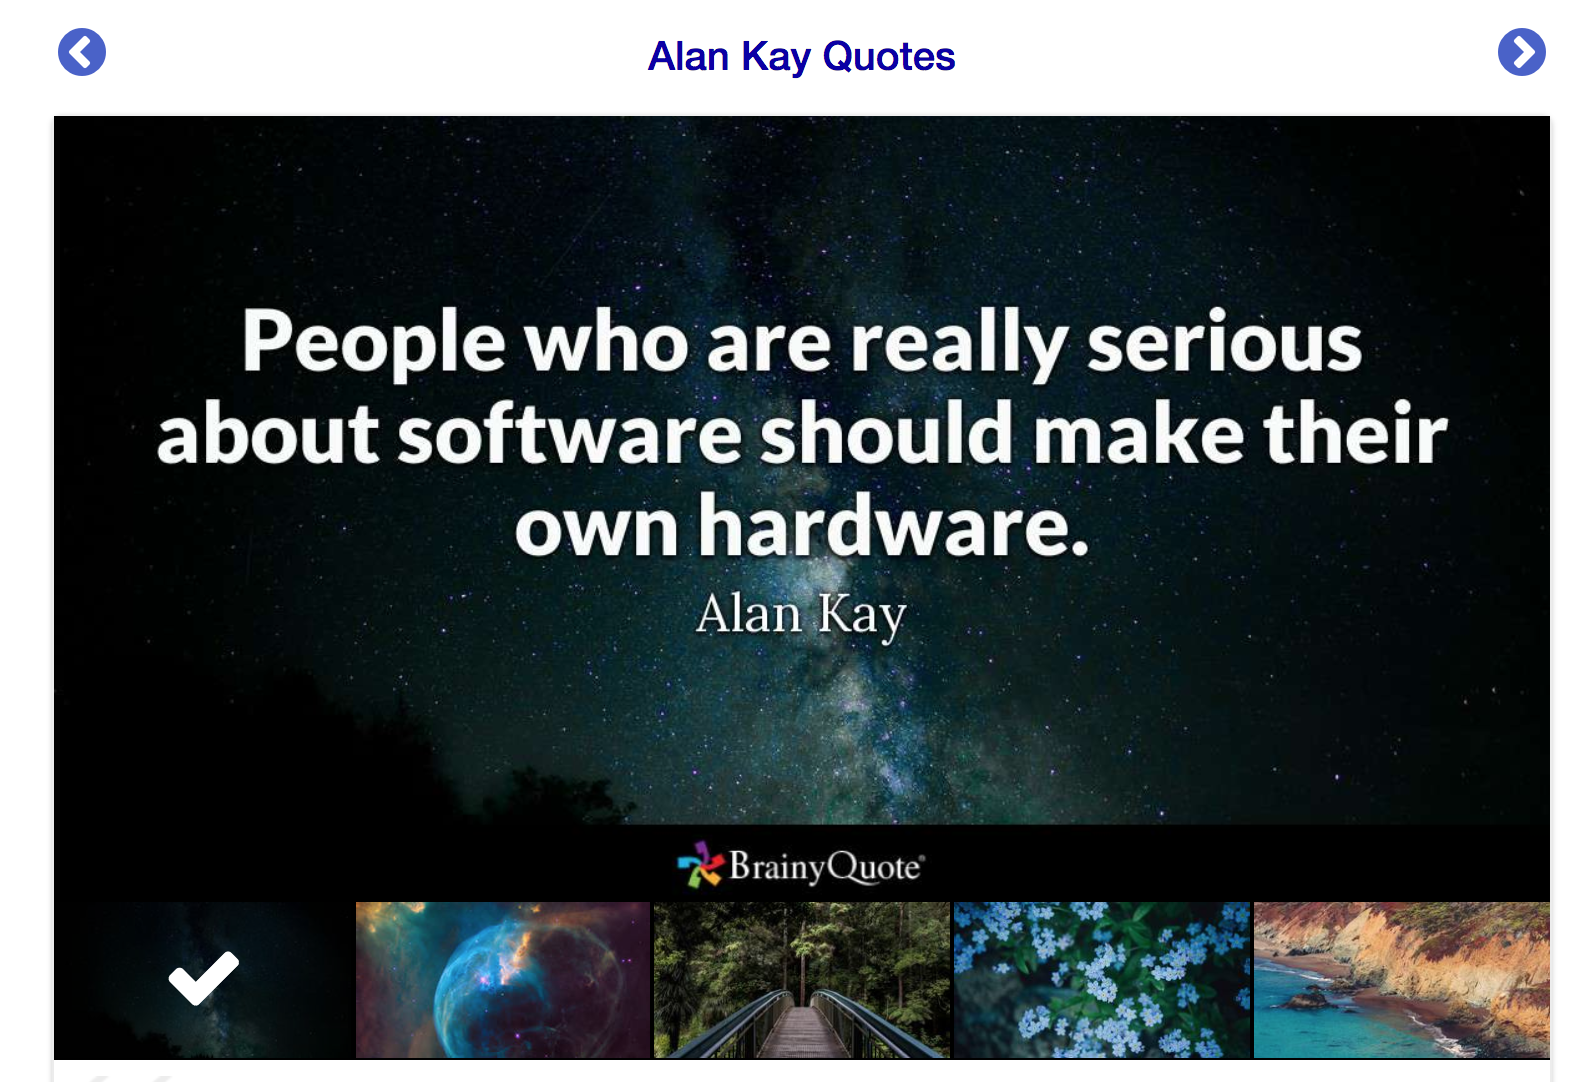 Alan Kay Quotes
People who are really serious
about software should make their
own hardware.
Alan Kay
BrainyQuote®